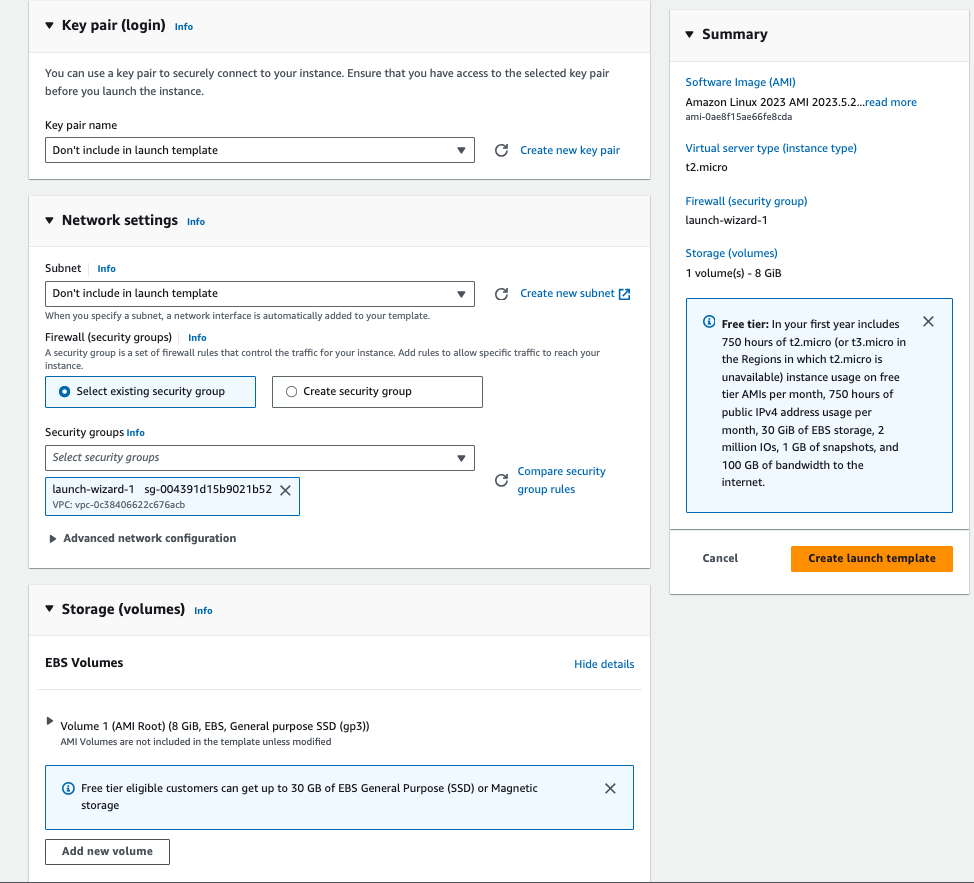 Key pair (login) Info
You can use a key pair to securely connect to your instance. Ensure that you have access to the selected key pair
before you launch the instance.
Key pair name
Don't include in launch template
Create new key pair
Network settings Info
Subnet Info
Don't include in launch template
Create new subnet
When you specify a subnet, a network interface is automatically added to your template.
Firewall (security groups) Info
A security group is a set of firewall rules that control the traffic for your instance. Add rules to allow specific traffic to reach your
instance.
Select existing security group
Create security group
Security groups Info
Select security groups
Compare security
group rules
launch-wizard-1 sg-004391d15b9021b52
VPC: vpc-0c38406622c676acb
Advanced network configuration
Storage (volumes) Info
EBS Volumes
Hide details
Volume 1 (AMI Root) (8 GiB, EBS, General purpose SSD (gp3))
AMI Volumes are not included in the template unless modified
Free tier eligible customers can get up to 30 GB of EBS General Purpose (SSD) or Magnetic
storage
Add new volume
Summary
Software Image (AMI)
Amazon Linux 2023 AMI 2023.5.2...read more
ami-0ae8f15ae66fe8cda
Virtual server type (instance type)
t2.micro
Firewall (security group)
launch-wizard-1
Storage (volumes)
1 volume(s) - 8 GiB
Free tier: In your first year includes
750 hours of t2.micro (or t3.micro in
the Regions in which t2.micro is
unavailable) instance usage on free
tier AMIs per month, 750 hours of
public IPv4 address usage per
month, 30 GiB of EBS storage, 2
million IOs, 1 GB of snapshots, and
100 GB of bandwidth to the
internet.
Cancel
Create launch template